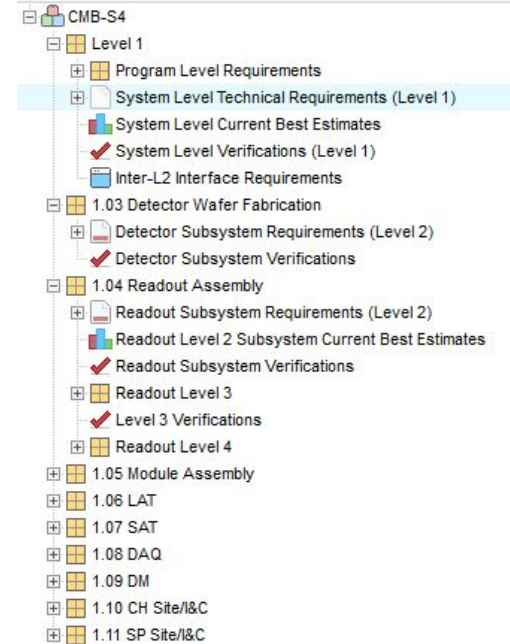 CMB-S4
Level 1
Program Level Requirements
System Level Technical Requirements (Level 1)
System Level Current Best Estimates
System Level Verifications (Level 1)
Inter-L2 Interface Requirements
1.03 Detector Wafer Fabrication
Detector Subsystem Requirements (Level 2)
Detector Subsystem Verifications
1.04 Readout Assembly
Readout Subsystem Requirements (Level 2)
Readout Level 2 Subsystem Current Best Estimates
Readout Subsystem Verifications
Readout Level 3
Level 3 Verifications
Readout Level 4
1.05 Module Assembly
1.06 LAT
1.07 SAT
1.08 DAQ
1.09 DM
1.10 CH Site/I&C
1.11 SP Site/I&C